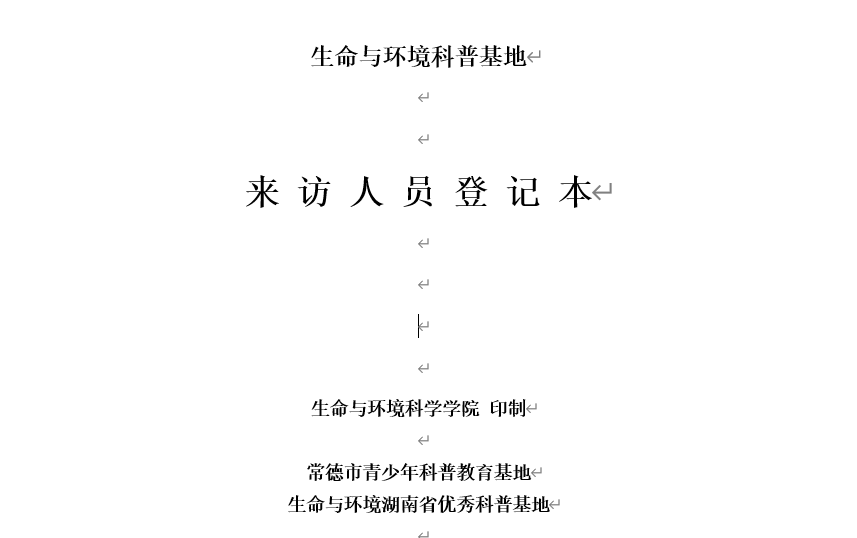 生命与环境科普基地
来 访 人 员 登 记 本
生命与环境科学学院 印制
常德市青少年科普教育基地
生命与环境湖南省优秀科普基地